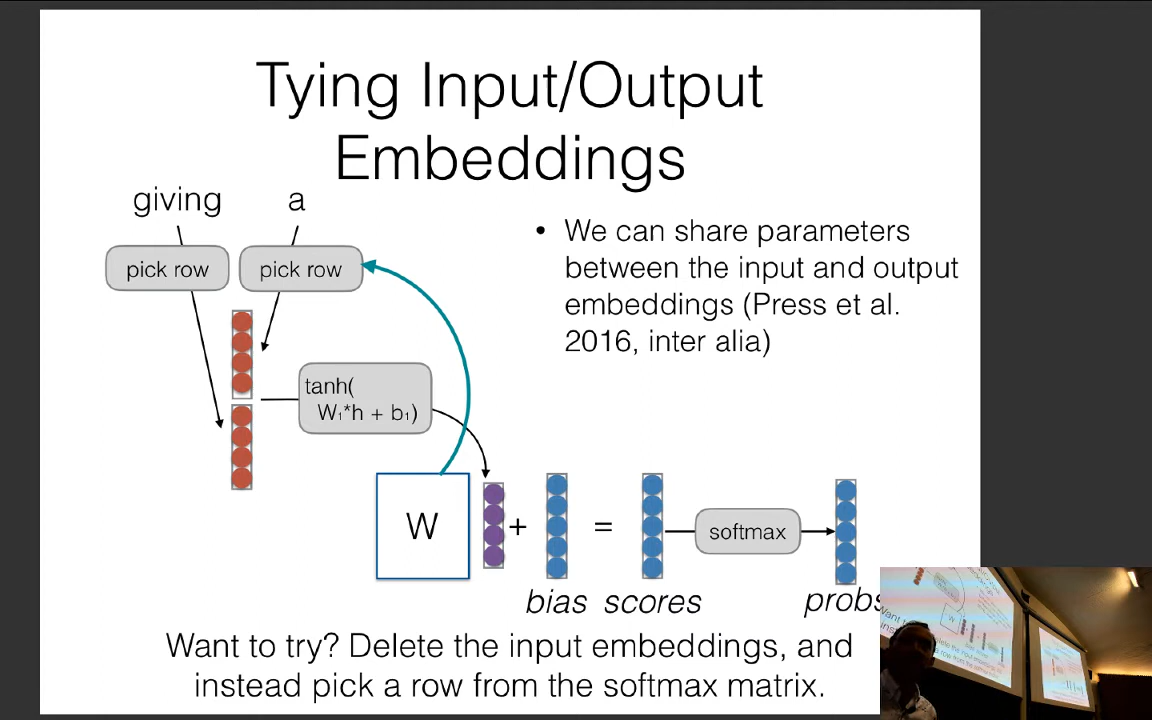 Tying Input/Output
Embeddings
giving a
pick row pick row
• We can share parameters
between the input and output
embeddings (Press et al.
2016, inter alia)
tanh(
W₁*h + b₁)
W + = softmax
bias scores probs
Want to try? Delete the input embeddings, and
instead pick a row from the softmax matrix.